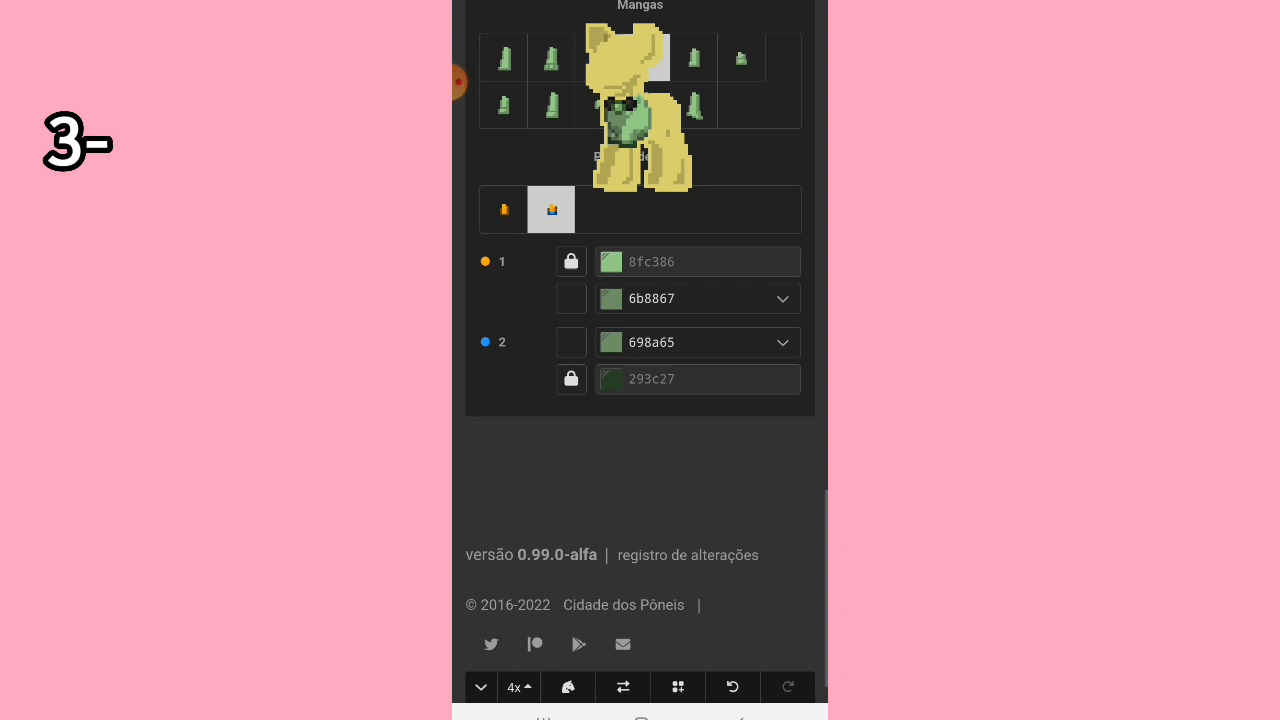 Mangas
3-
1 8fc386
6b8867
2 698a65
293c27
versão 0.99.0-alfa | registro de alterações
© 2016-2022 Cidade dos Pôneis |
4x